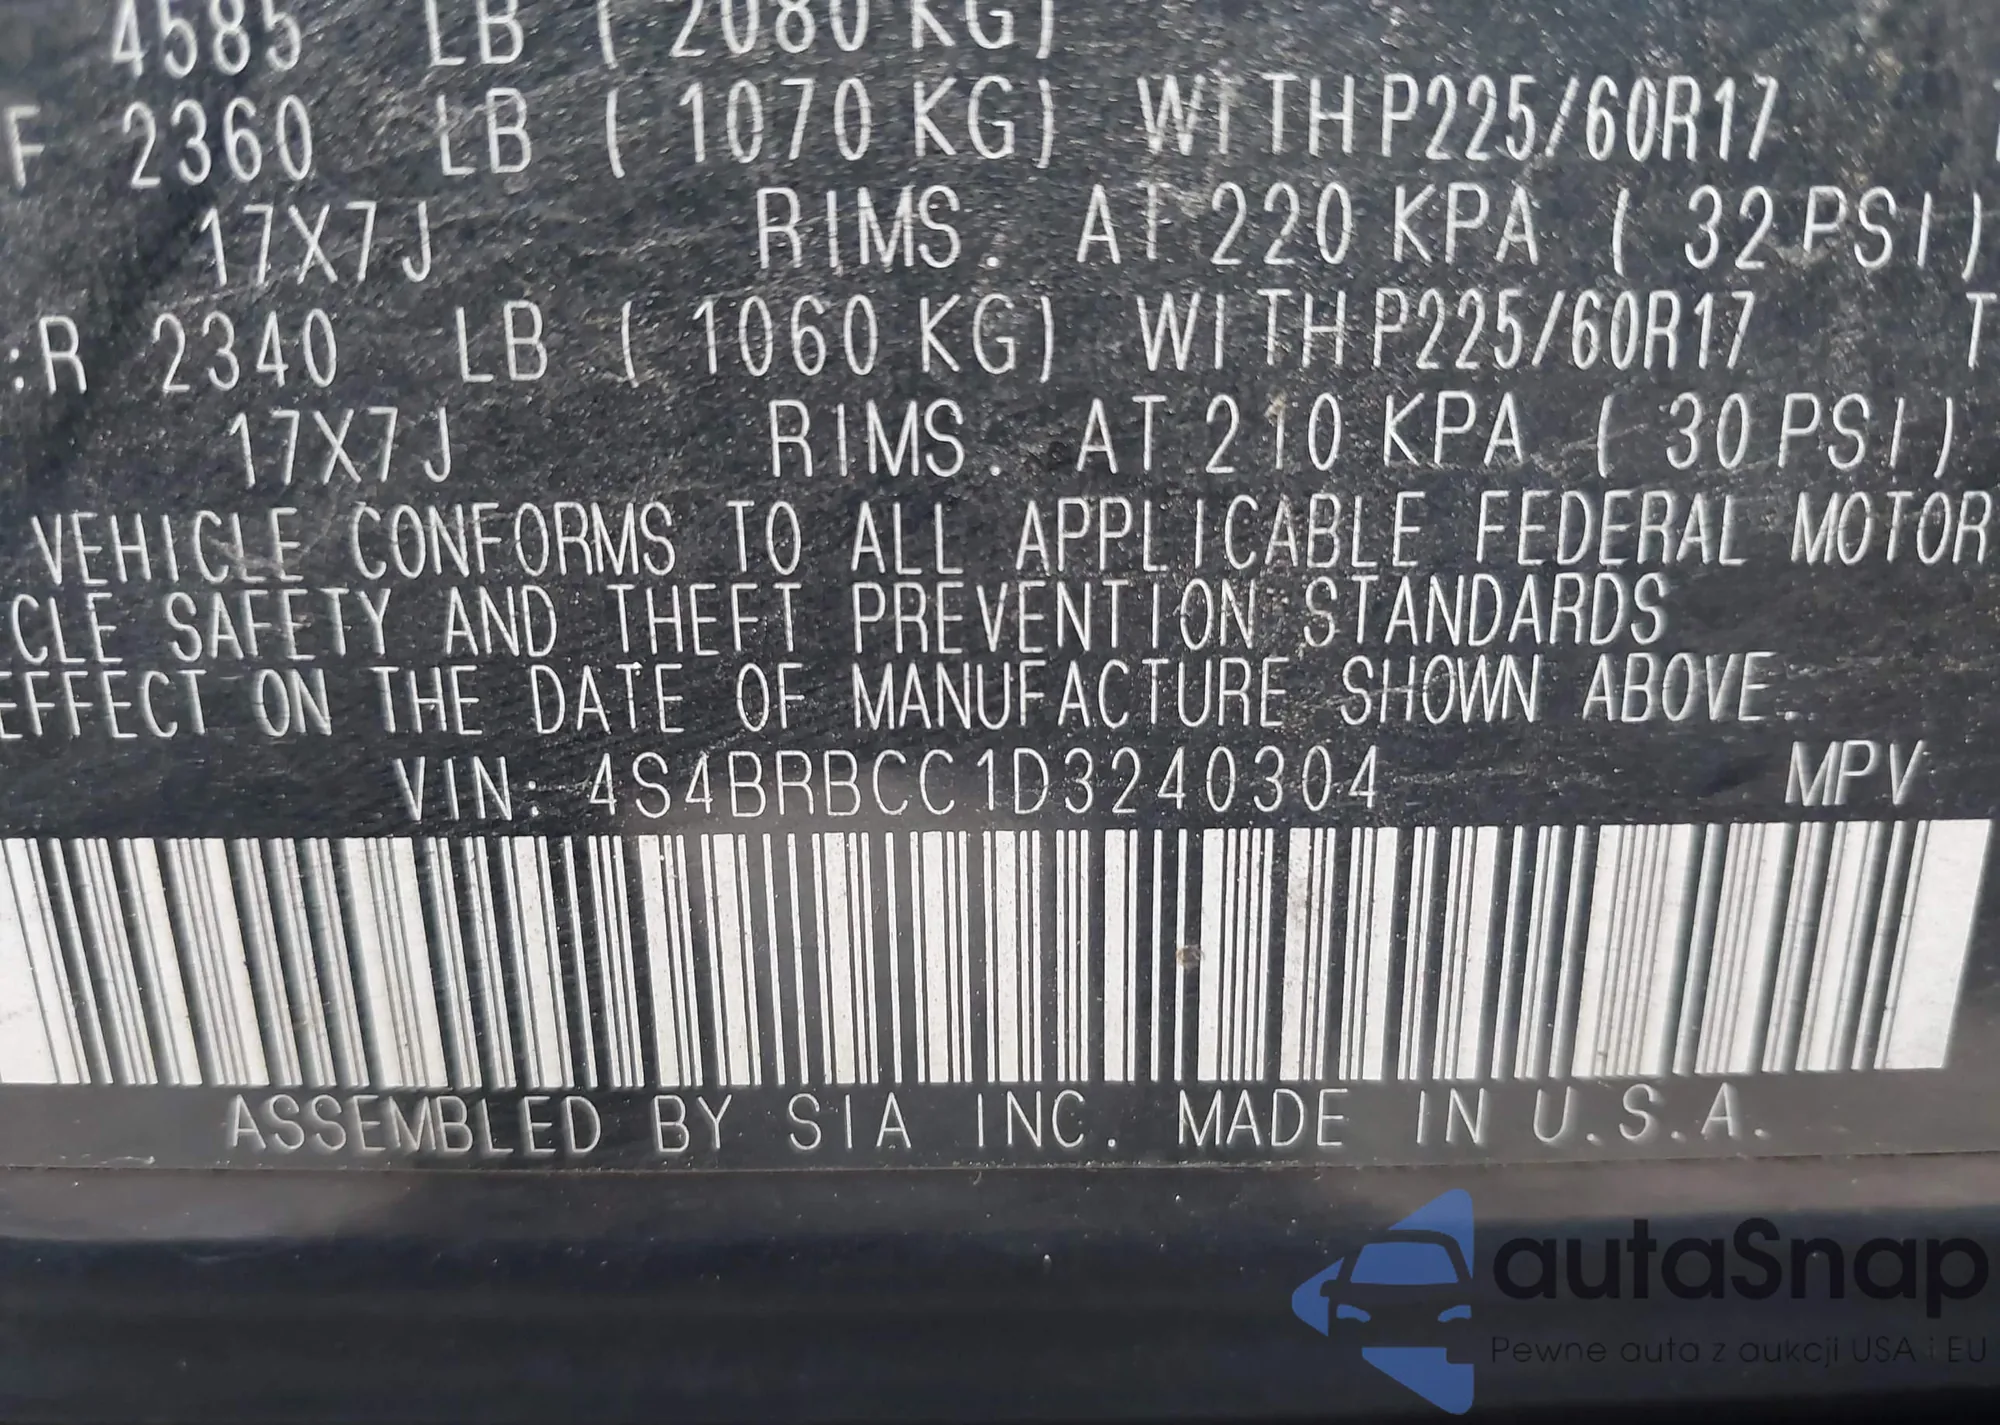 4585 LB ( 2080 KG)
F 2360 LB ( 1070 KG) WITH P225/60R17
17X7J RIMS. AT 220 KPA ( 32 PSI)
:R 2340 LB ( 1060 KG) WITH P225/60R17 T
17X7J RIMS. AT 210 KPA ( 30 PSI)
VEHICLE CONFORMS TO ALL APPLICABLE FEDERAL MOTOR
CLE SAFETY AND THEFT PREVENTION STANDARDS
EFFECT ON THE DATE OF MANUFACTURE SHOWN ABOVE.
VIN: 4S4BRBCC1D3240304 MPV
ASSEMBLED BY SIA INC. MADE IN U.S.A.
autaSnap
Pewne auta z aukcji USA i EU